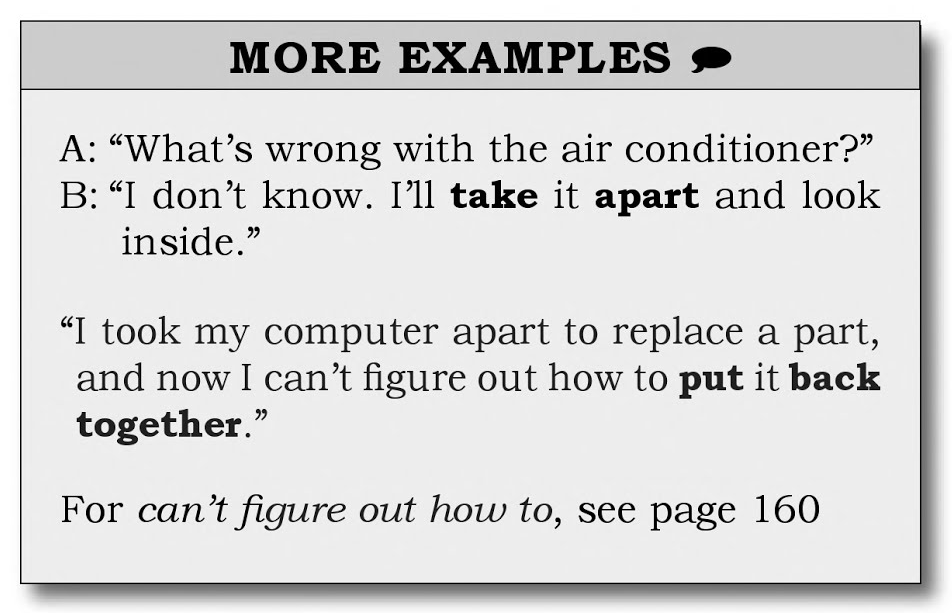 MORE EXAMPLES
A: “What’s wrong with the air conditioner?”
B: “I don’t know. I’ll take it apart and look
inside.”
“I took my computer apart to replace a part,
and now I can’t figure out how to put it back
together.”
For can’t figure out how to, see page 160